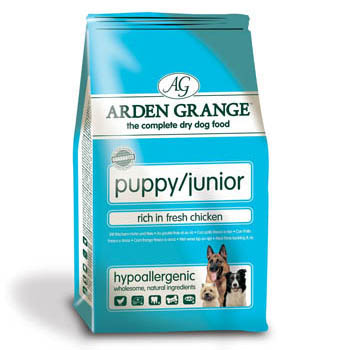 AG
ARDEN GRANGE
the complete dry dog food
puppy/junior
rich in fresh chicken
hypoallergenic
wholesome, natural ingredients